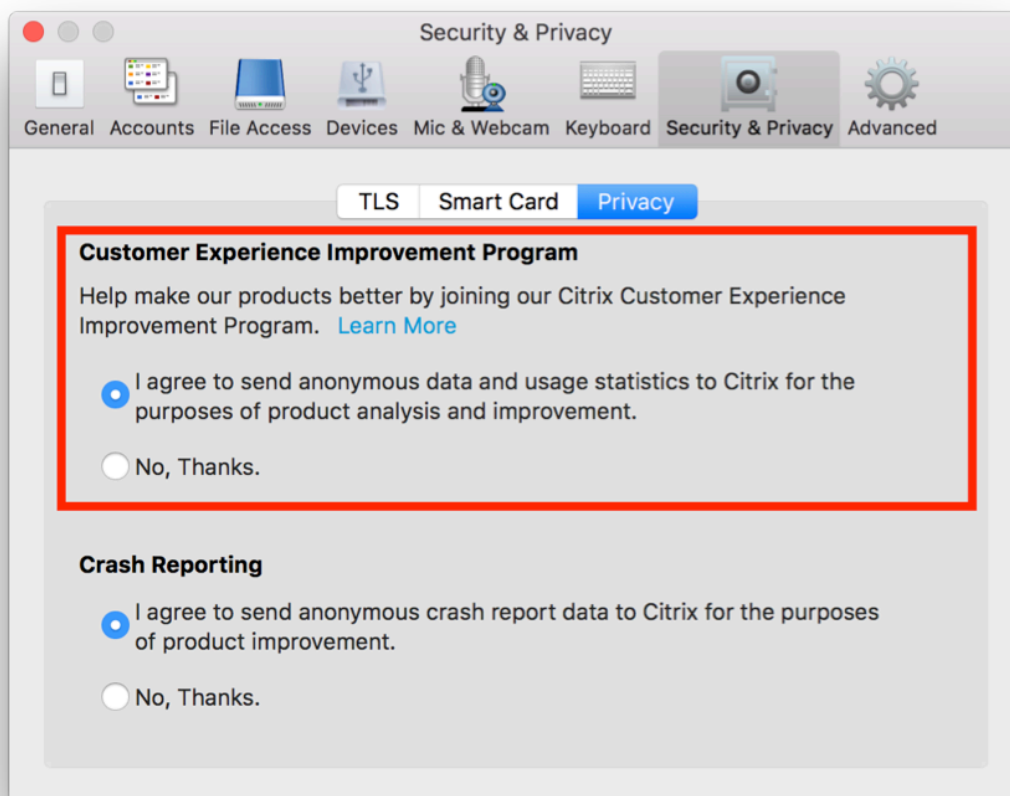 Security & Privacy
General Accounts File Access Devices Mic & Webcam Keyboard Security & Privacy Advanced
TLS Smart Card Privacy
Customer Experience Improvement Program
Help make our products better by joining our Citrix Customer Experience
Improvement Program. Learn More
I agree to send anonymous data and usage statistics to Citrix for the
purposes of product analysis and improvement.
No, Thanks.
Crash Reporting
I agree to send anonymous crash report data to Citrix for the purposes
of product improvement.
No, Thanks.